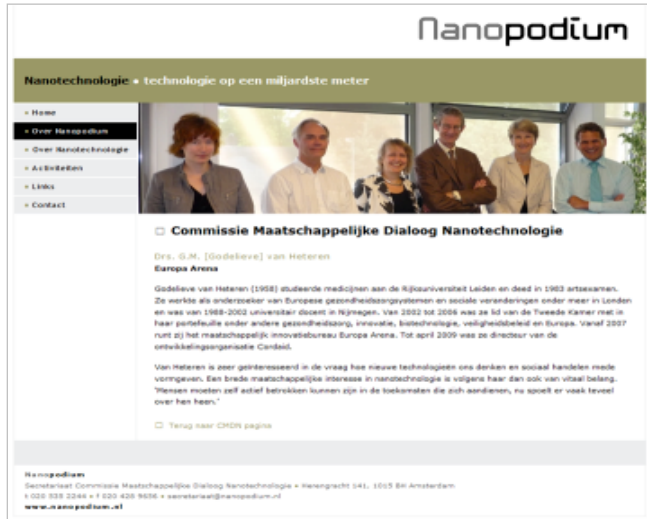 Nanopodium
Nanotechnologie • technologie op een miljardste meter
• Home
• Over Nanopodium
• Over Nanotechnologie
• Activiteiten
• Links
• Contact
Commissie Maatschappelijke Dialoog Nanotechnologie
Drs. G.M. [Godelieve] van Heteren
Europa Arena
Godelieve van Heteren (1958) studeerde medicijnen aan de Rijksuniversiteit Leiden en deed in 1983 artsexamen.
Ze werkte als onderzoeker van Europese gezondheidszorgsystemen en sociale veranderingen onder meer in Londen
en was van 1988-2002 universitair docent in Nijmegen. Van 2002 tot 2006 was ze lid van de Tweede Kamer met in
haar portefeuille onder andere gezondheidszorg, innovatie, biotechnologie, veiligheidsbeleid en Europa. Vanaf 2007
runt zij het maatschappelijk innovatiebureau Europa Arena. Tot april 2009 was ze directeur van de
ontwikkelingsorganisatie Cordaid.
Van Heteren is zeer geïnteresseerd in de vraag hoe nieuwe technologieën ons denken en sociaal handelen mede
vormgeven. Een brede maatschappelijke interesse in nanotechnologie is volgens haar dan ook van vitaal belang.
'Mensen moeten zelf actief betrokken kunnen zijn in de toekomsten die zich aandienen, nu spoelt er vaak teveel
over hen heen.'
Terug naar CMDN pagina
Nanopodium
Secretariaat Commissie Maatschappelijke Dialoog Nanotechnologie • Herengracht 141, 1015 BH Amsterdam
t 020 535 2244 • f 020 428 9656 • secretariaat@nanopodium.nl
www.nanopodium.nl